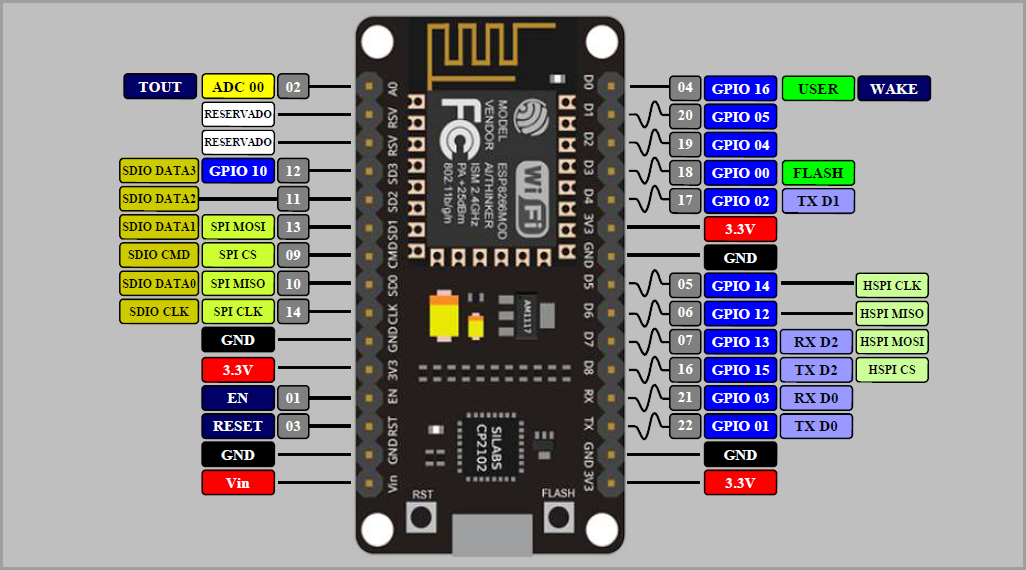 TOUT ADC 00 02 A0 D0 04 GPIO 16 USER WAKE
RESERVADO RSV D1 20 GPIO 05
RESERVADO RSV D2 19 GPIO 04
SDIO DATA3 GPIO 10 12 SD3 D3 18 GPIO 00 FLASH
SDIO DATA2 11 SD2 D4 17 GPIO 02 TX D1
SDIO DATA1 SPI MOSI 13 SD1 3V3 3.3V
SDIO CMD SPI CS 09 CMD GND GND
SDIO DATA0 SPI MISO 10 SD0 D5 05 GPIO 14 HSPI CLK
SDIO CLK SPI CLK 14 CLK D6 06 GPIO 12 HSPI MISO
GND GND D7 07 GPIO 13 RX D2 HSPI MOSI
3.3V 3V3 D8 16 GPIO 15 TX D2 HSPI CS
EN 01 EN RX 21 GPIO 03 RX D0
RESET 03 RST TX 22 GPIO 01 TX D0
GND GND GND GND
Vin Vin 3V3 3.3V
MODEL ESP8266MOD
VENDOR AI/THINKER
ISM 2.4GHz
PA +25dBm
802.11b/g/n
FC
WiFi
AM1117
SILABS
CP2102
RST
FLASH